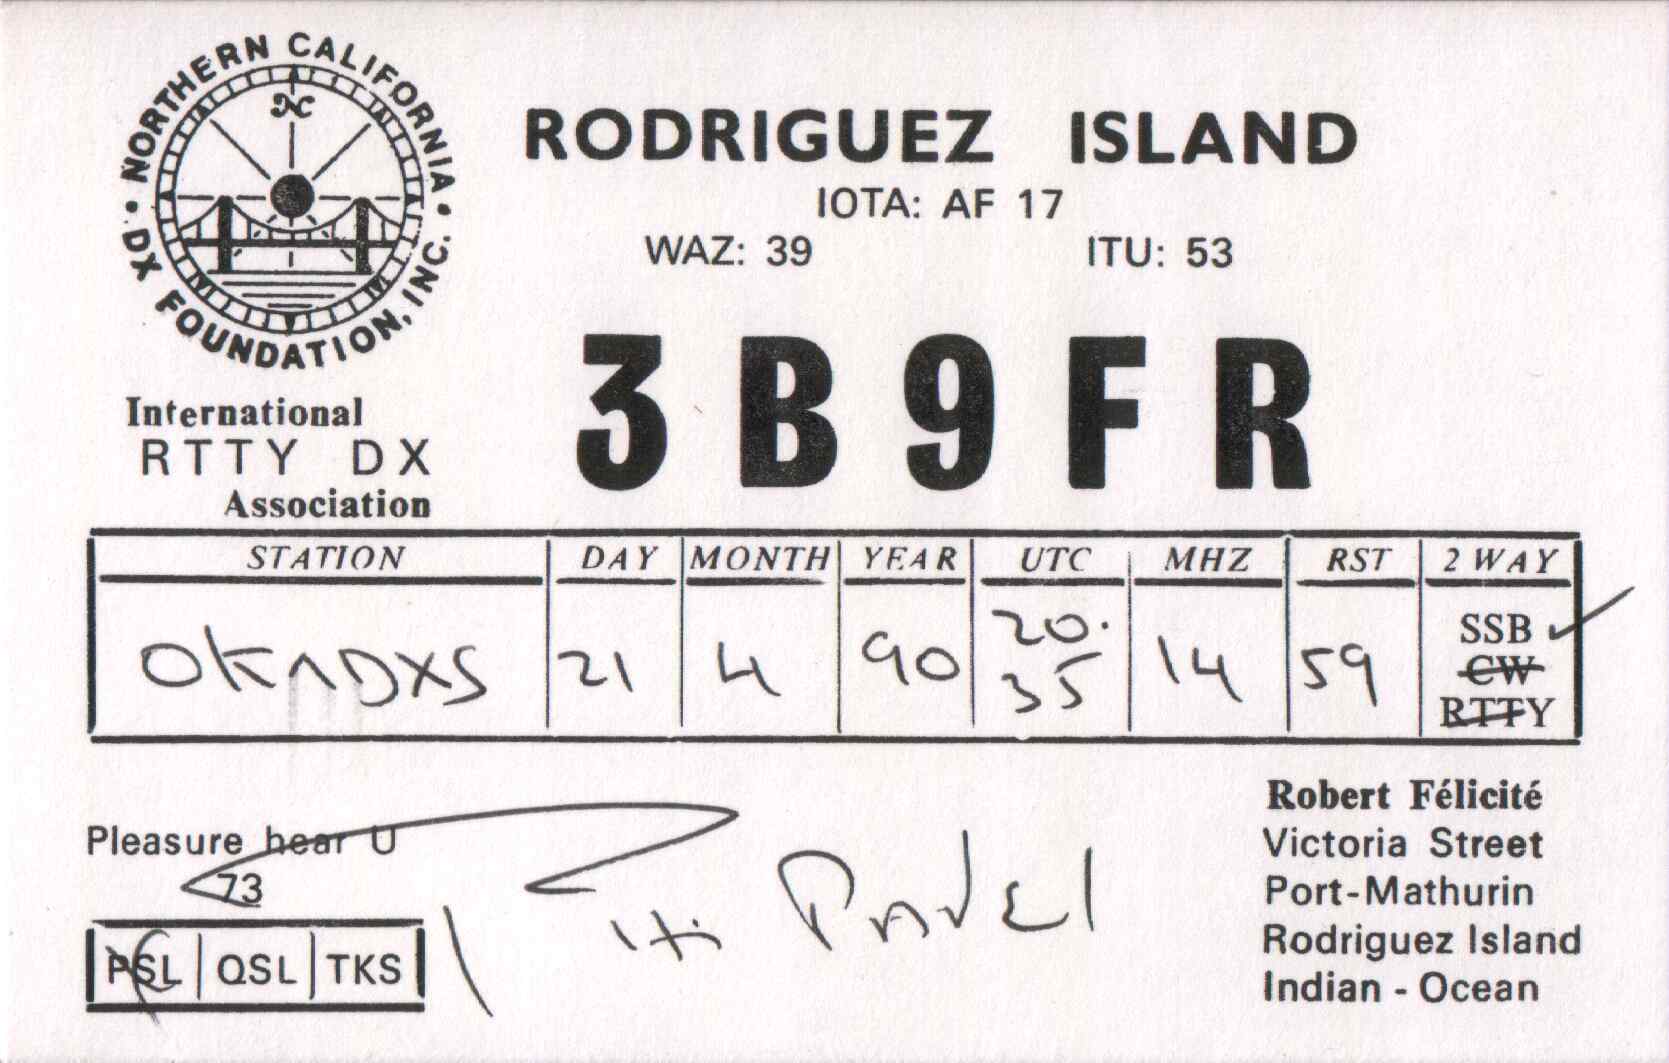 NORTHERN CALIFORNIA
• DX FOUNDATION, INC. •
RODRIGUEZ ISLAND
IOTA: AF 17
WAZ: 39 ITU: 53
3B9FR
International
RTTY DX
Association
STATION DAY MONTH YEAR UTC MHZ RST 2 WAY
OK1DXS 21 4 90 20.35 14 59 SSB ✓
CW
RTTY
Pleasure hear U
73
Hi Pavel
PSL QSL TKS
Robert Félicité
Victoria Street
Port-Mathurin
Rodriguez Island
Indian - Ocean